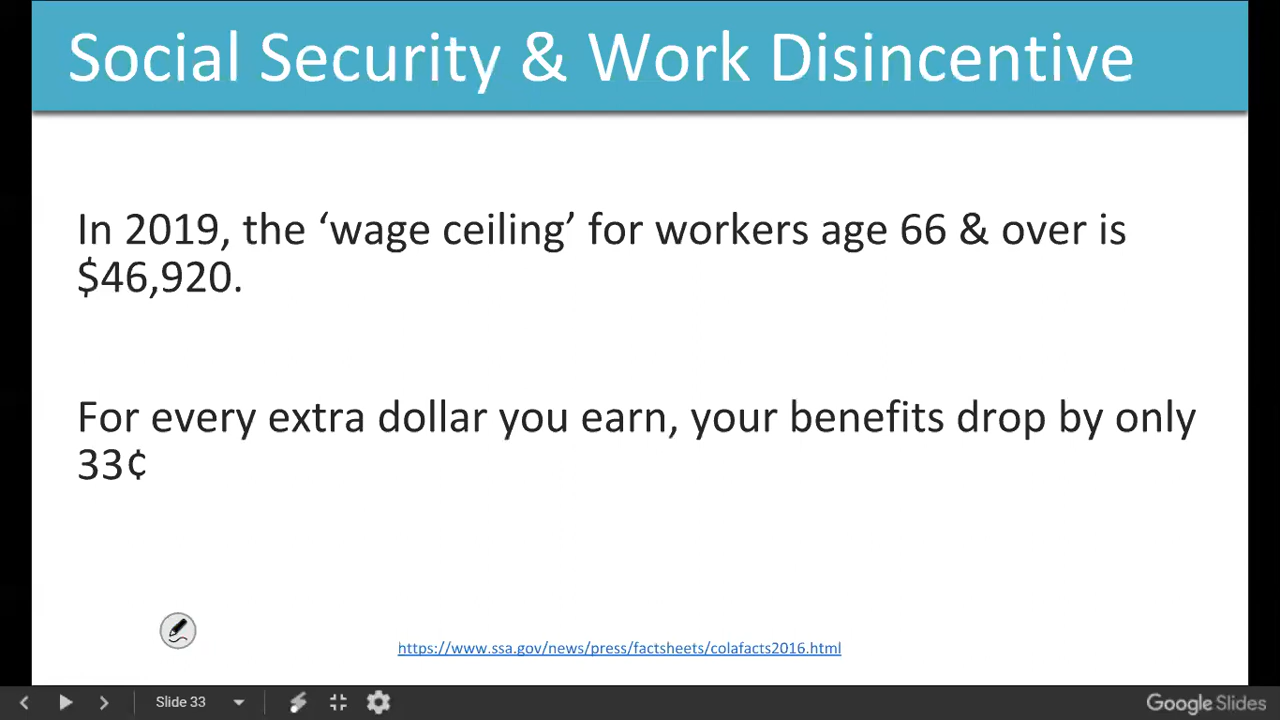 Social Security & Work Disincentive
In 2019, the ‘wage ceiling’ for workers age 66 & over is
$46,920.
For every extra dollar you earn, your benefits drop by only
33¢
https://www.ssa.gov/news/press/factsheets/colafacts2016.html
Slide 33
Google Slides